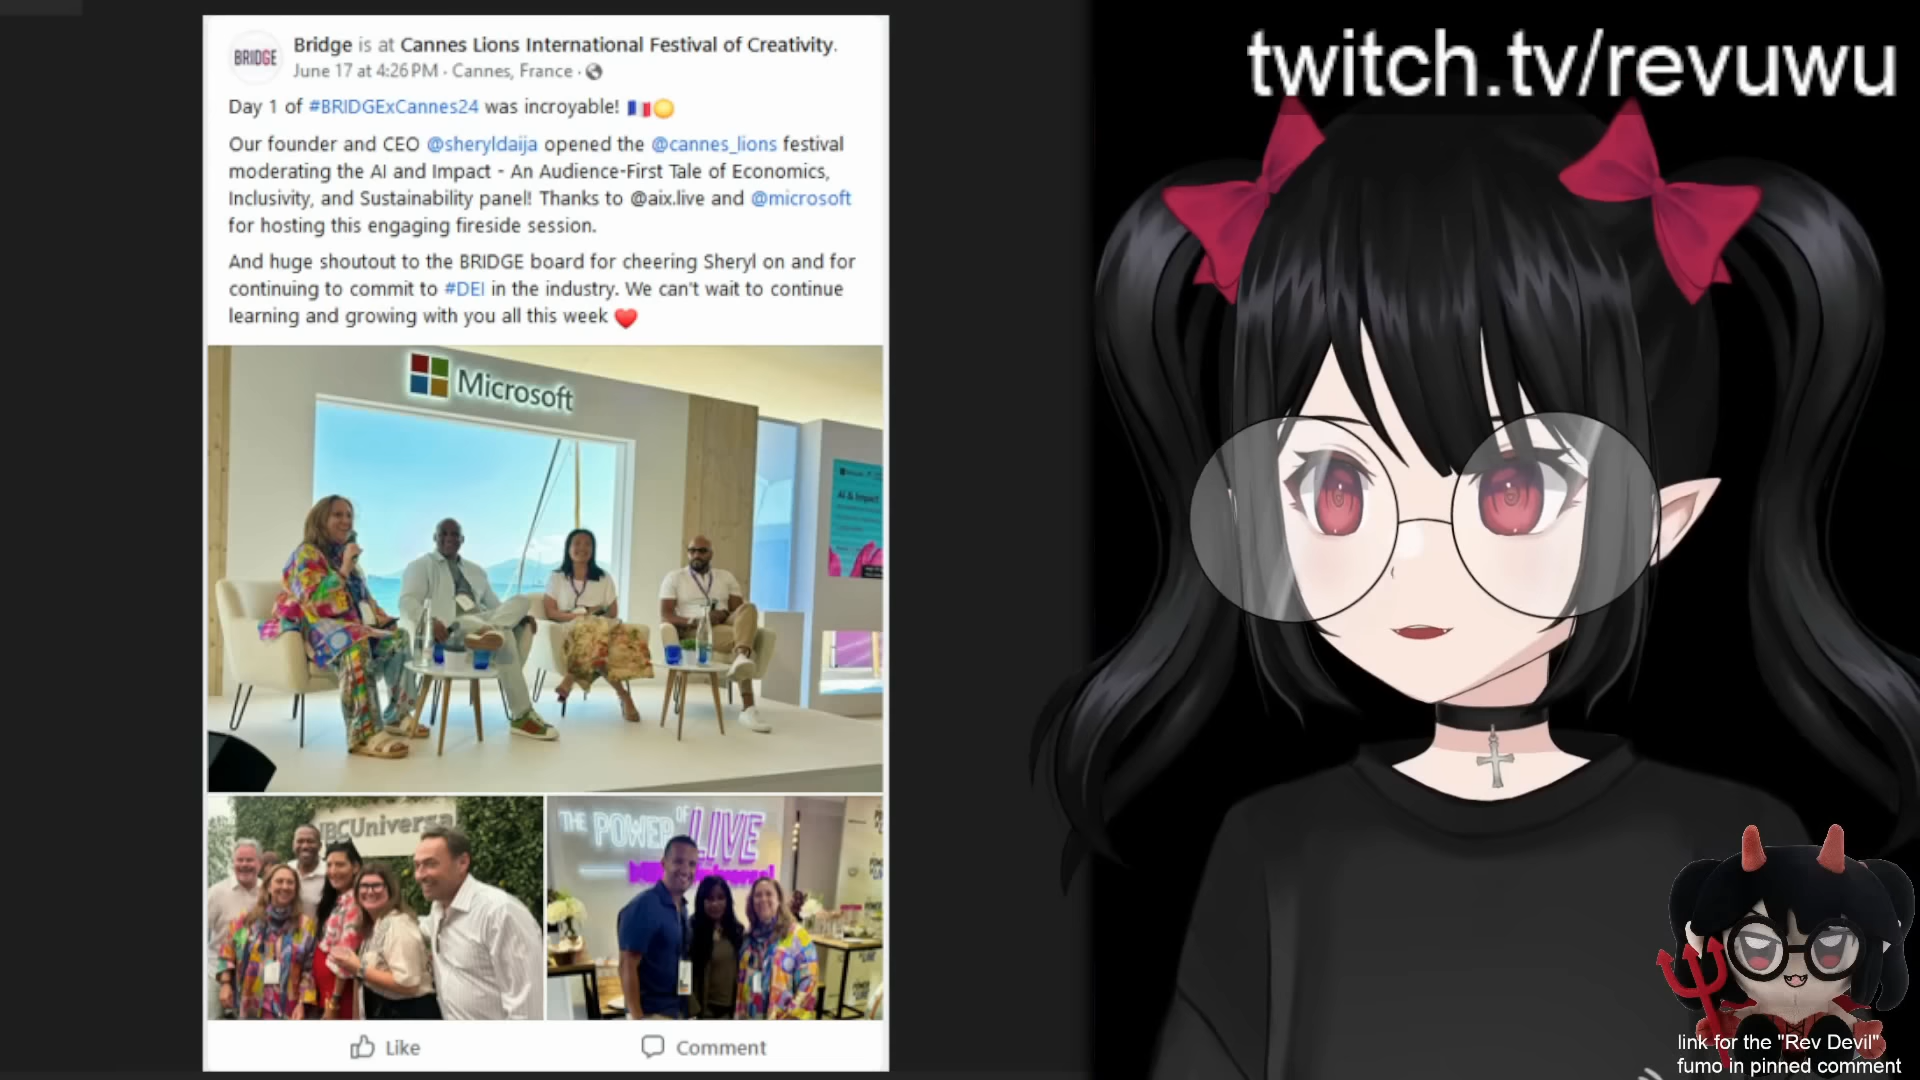 twitch.tv/revuwu
BRIDGE
Bridge is at Cannes Lions International Festival of Creativity.
June 17 at 4:26 PM · Cannes, France ·
Day 1 of #BRIDGExCannes24 was incroyable! 🇫🇷
Our founder and CEO @sheryldaija opened the @cannes_lions festival
moderating the AI and Impact - An Audience-First Tale of Economics,
Inclusivity, and Sustainability panel! Thanks to @aix.live and @microsoft
for hosting this engaging fireside session.
And huge shoutout to the BRIDGE board for cheering Sheryl on and for
continuing to commit to #DEI in the industry. We can't wait to continue
learning and growing with you all this week ❤️
Microsoft
AI & Impact
BCUniversa
THE POWER OF LIVE
Like
Comment
link for the "Rev Devil"
fumo in pinned comment